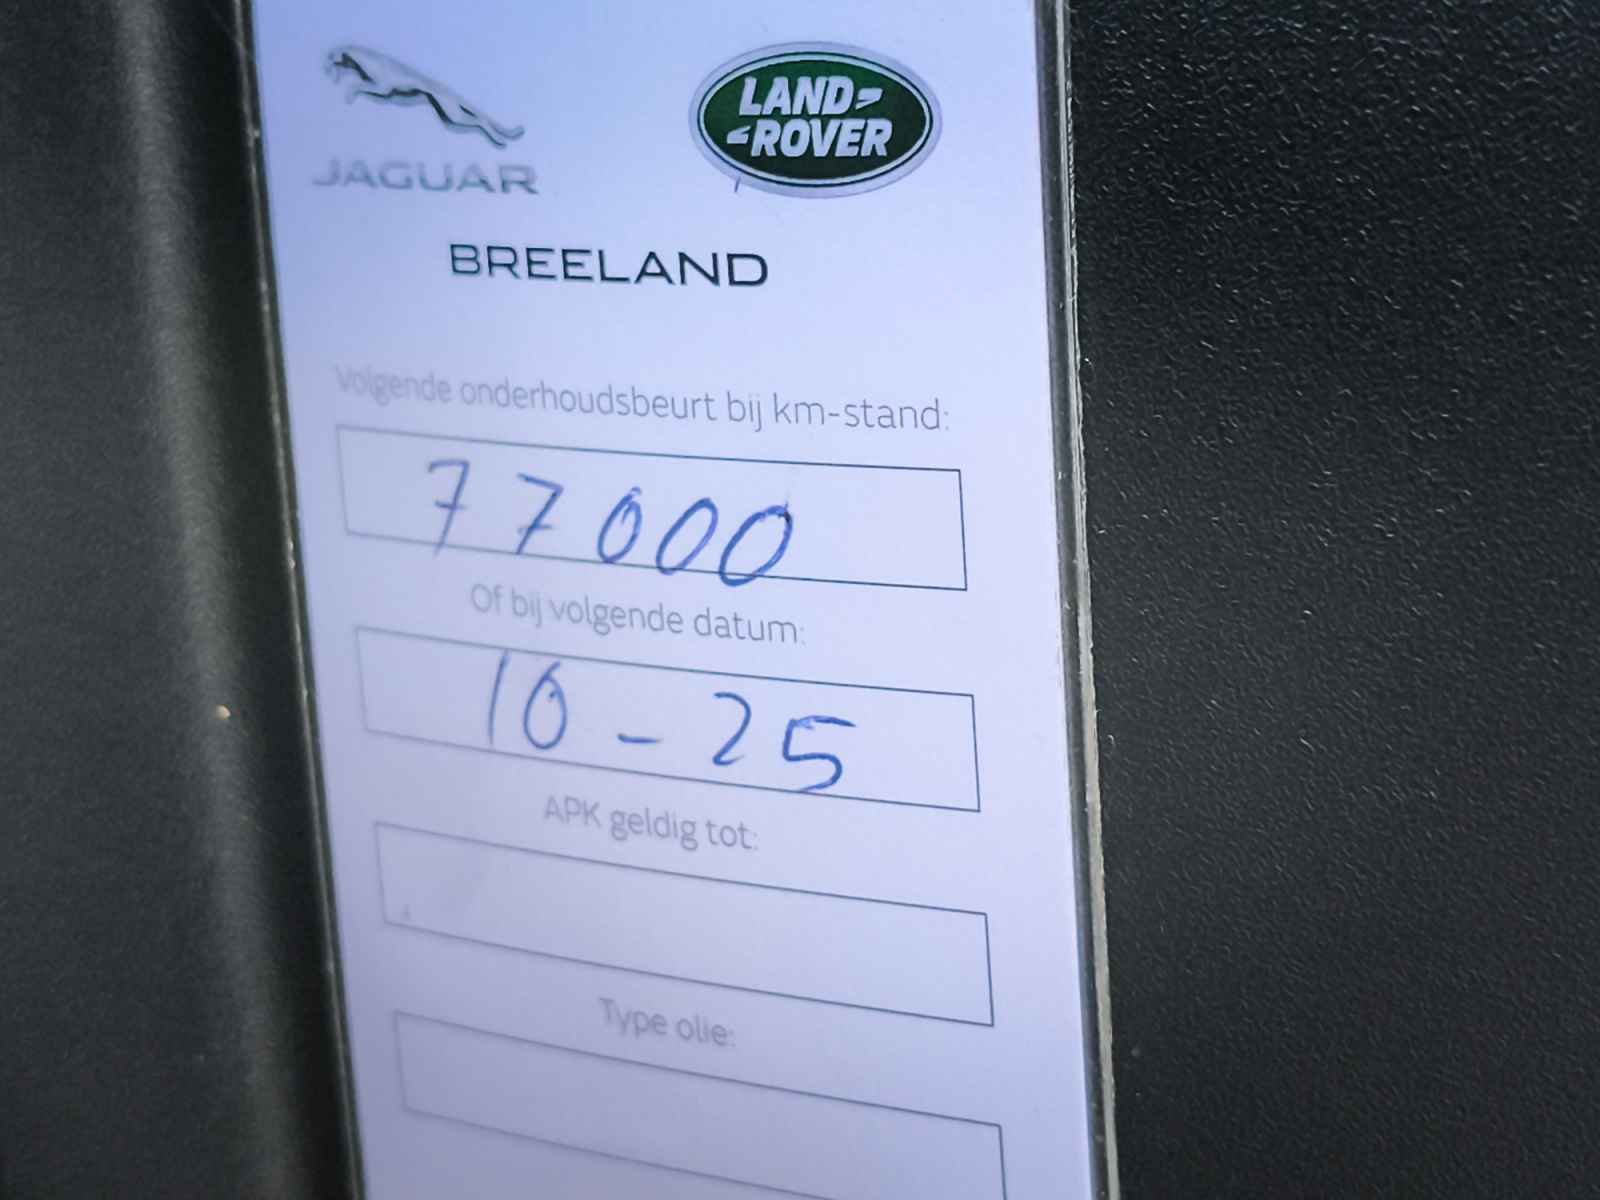 JAGUAR
LAND
ROVER
BREELAND
Volgende onderhoudsbeurt bij km-stand:
77000
Of bij volgende datum:
10-25
APK geldig tot:
Type olie: